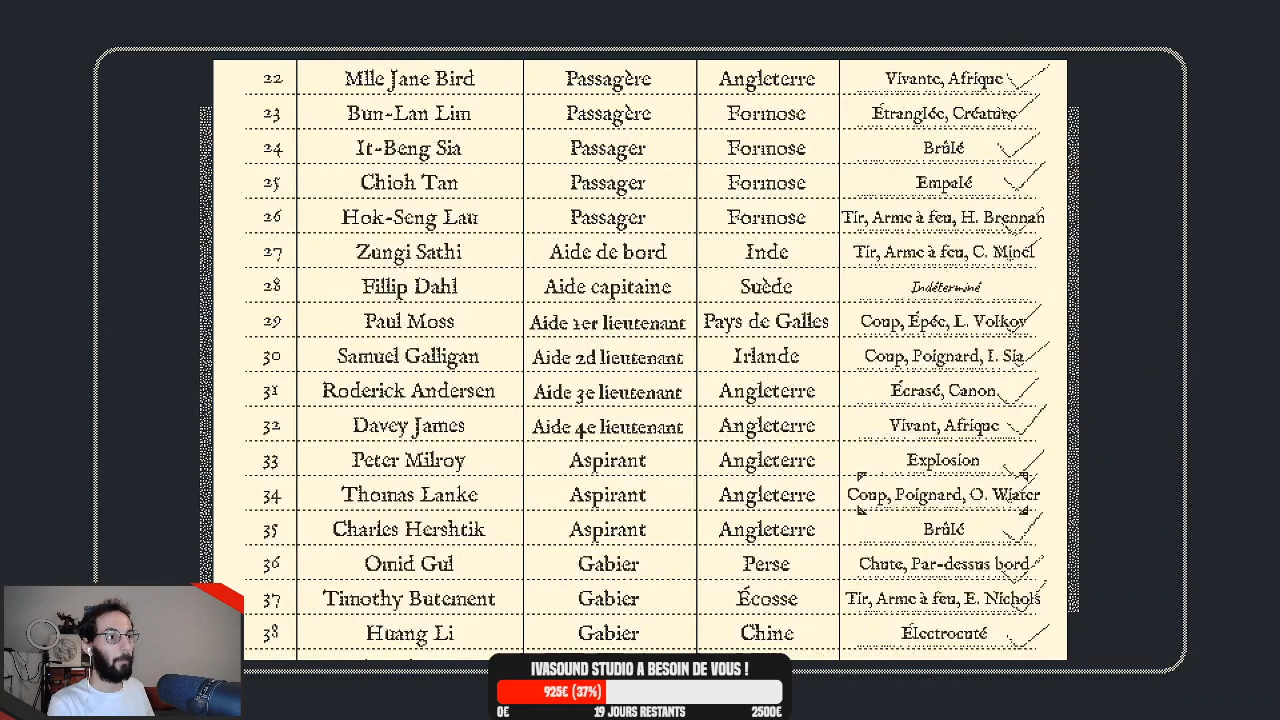 22 Mlle Jane Bird Passagère Angleterre Vivante, Afrique
23 Bun-Lan Lim Passagère Formose Étranglée, Créature
24 It-Beng Sia Passager Formose Brûlé
25 Chioh Tan Passager Formose Empalé
26 Hok-Seng Lau Passager Formose Tir, Arme à feu, H. Brennan
27 Zungi Sathi Aide de bord Inde Tir, Arme à feu, C. Miner
28 Fillip Dahl Aide capitaine Suède Indéterminé
29 Paul Moss Aide 1er lieutenant Pays de Galles Coup, Épée, L. Volkov
30 Samuel Galligan Aide 2d lieutenant Irlande Coup, Poignard, I. Sia
31 Roderick Andersen Aide 3e lieutenant Angleterre Écrasé, Canon
32 Davey James Aide 4e lieutenant Angleterre Vivant, Afrique
33 Peter Milroy Aspirant Angleterre Explosion
34 Thomas Lanke Aspirant Angleterre Coup, Poignard, O. Wiater
35 Charles Hershtik Aspirant Angleterre Brûlé
36 Omid Gul Gabier Perse Chute, Par-dessus bord
37 Timothy Butement Gabier Écosse Tir, Arme à feu, E. Nichols
38 Huang Li Gabier Chine Électrocuté
IVASOUND STUDIO A BESOIN DE VOUS !
925€ (37%)
0€ 19 JOURS RESTANTS 2500€